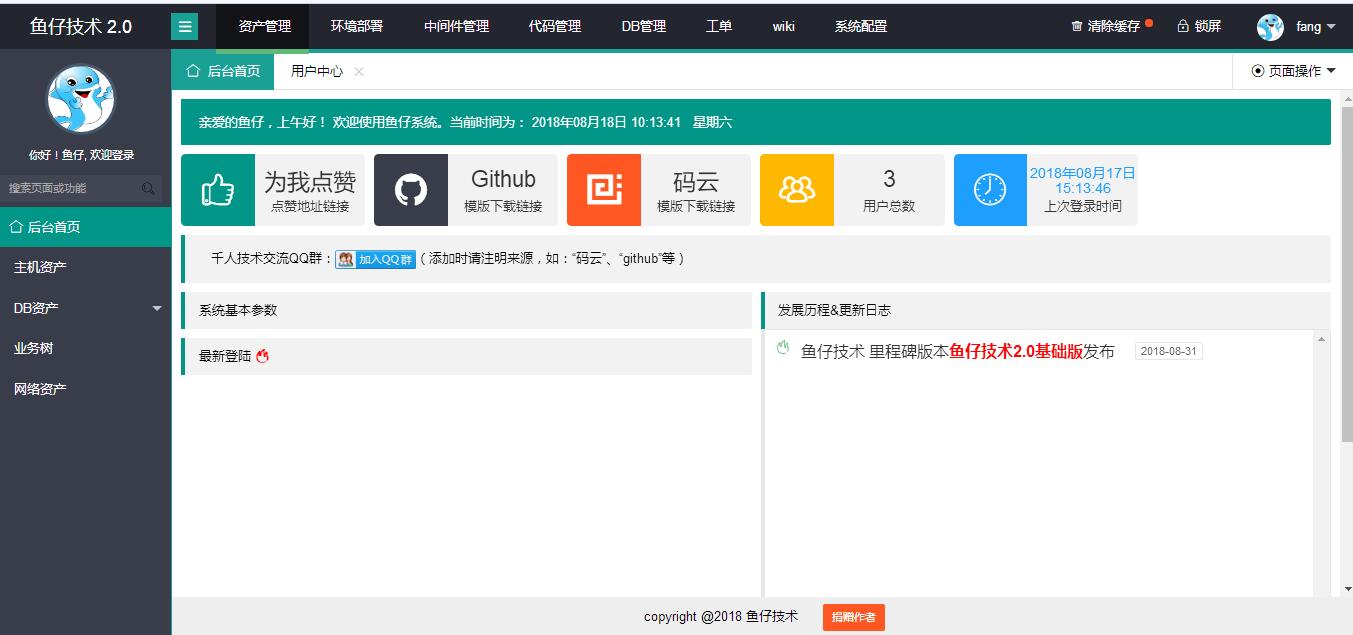 鱼仔技术 2.0
资产管理 环境部署 中间件管理 代码管理 DB管理 工单 wiki 系统配置 清除缓存 锁屏 fang
后台首页 用户中心 页面操作
你好！鱼仔, 欢迎登录
搜索页面或功能
后台首页
主机资产
DB资产
业务树
网络资产
亲爱的鱼仔，上午好！ 欢迎使用鱼仔系统。当前时间为： 2018年08月18日 10:13:41 星期六
为我点赞
点赞地址链接
Github
模版下载链接
码云
模版下载链接
3
用户总数
2018年08月17日
15:13:46
上次登录时间
千人技术交流QQ群： 加入QQ群 ( 添加时请注明来源，如：“码云”、“github”等 )
系统基本参数
最新登陆
发展历程&更新日志
鱼仔技术 里程碑版本鱼仔技术2.0基础版发布 2018-08-31
copyright @2018 鱼仔技术 捐赠作者